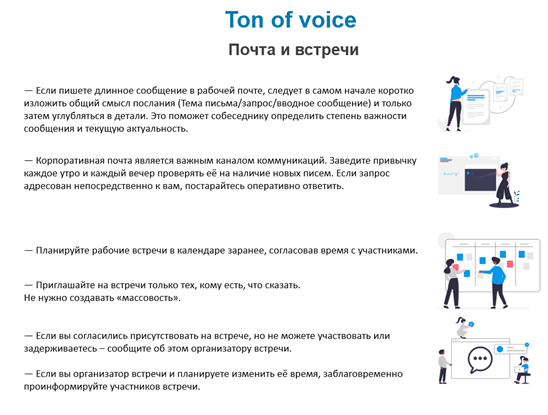 Ton of voice
Почта и встречи
— Если пишете длинное сообщение в рабочей почте, следует в самом начале коротко
изложить общий смысл послания (Тема письма/запрос/вводное сообщение) и только
затем углубляться в детали. Это поможет собеседнику определить степень важности
сообщения и текущую актуальность.
— Корпоративная почта является важным каналом коммуникаций. Заведите привычку
каждое утро и каждый вечер проверять её на наличие новых писем. Если запрос
адресован непосредственно к вам, постарайтесь оперативно ответить.
— Планируйте рабочие встречи в календаре заранее, согласовав время с участниками.
— Приглашайте на встречи только тех, кому есть, что сказать.
Не нужно создавать «массовость».
— Если вы согласились присутствовать на встрече, но не можете участвовать или
задерживаетесь – сообщите об этом организатору встречи.
— Если вы организатор встречи и планируете изменить её время, заблаговременно
проинформируйте участников встречи.